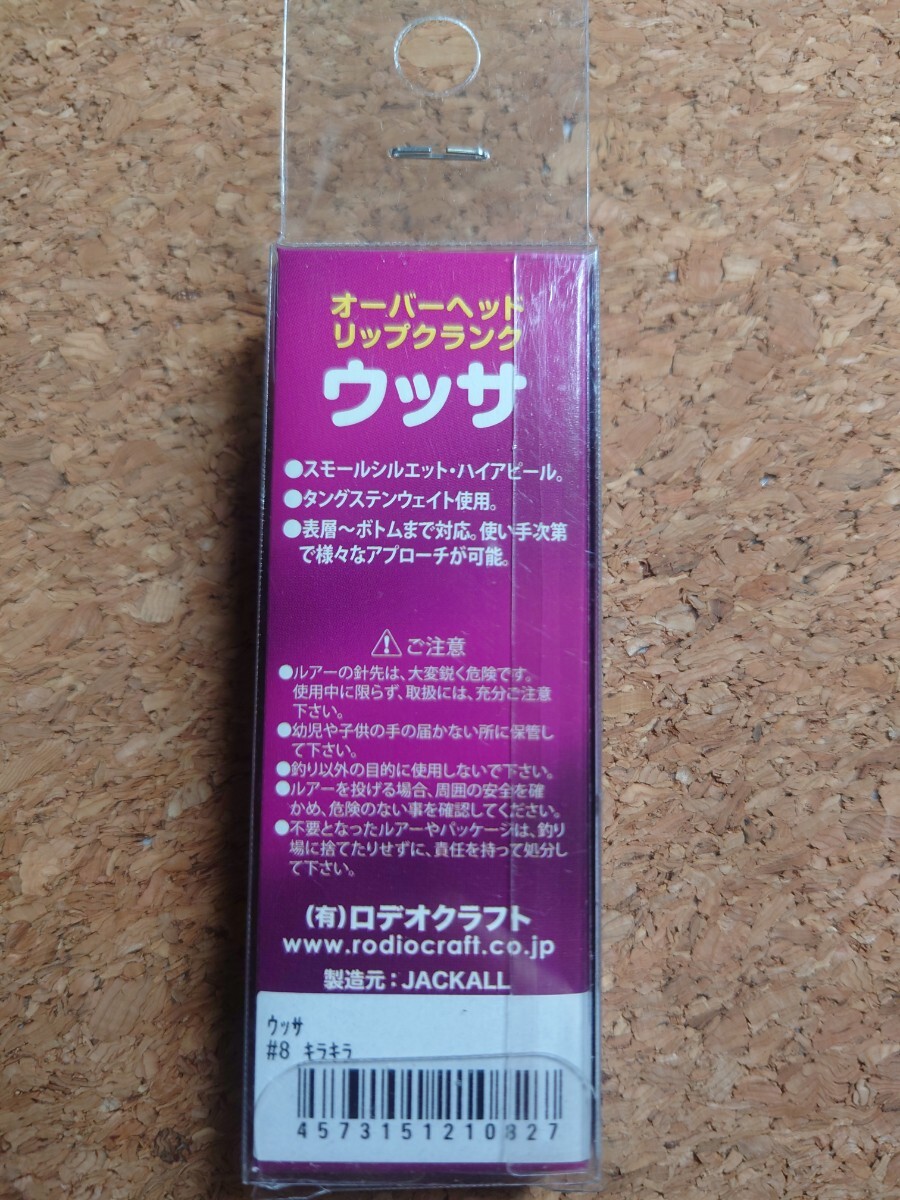 オーバーヘッド
リップクランク
ウッサ
●スモールシルエット・ハイアピール。
●タングステンウェイト使用。
●表層〜ボトムまで対応。使い手次第
で様々なアプローチが可能。
ご注意
●ルアーの針先は、大変鋭く危険です。
使用中に限らず、取扱には、充分ご注意
下さい。
●幼児や子供の手の届かない所に保管し
て下さい。
●釣り以外の目的に使用しないで下さい。
●ルアーを投げる場合、周囲の安全を確
かめ、危険のない事を確認してください。
●不要となったルアーやパッケージは、釣り
場に捨てたりせずに、責任を持って処分し
て下さい。
(有)ロデオクラフト
www.rodiocraft.co.jp
製造元：JACKALL
ウッサ
#8 キラキラ
4573151210827